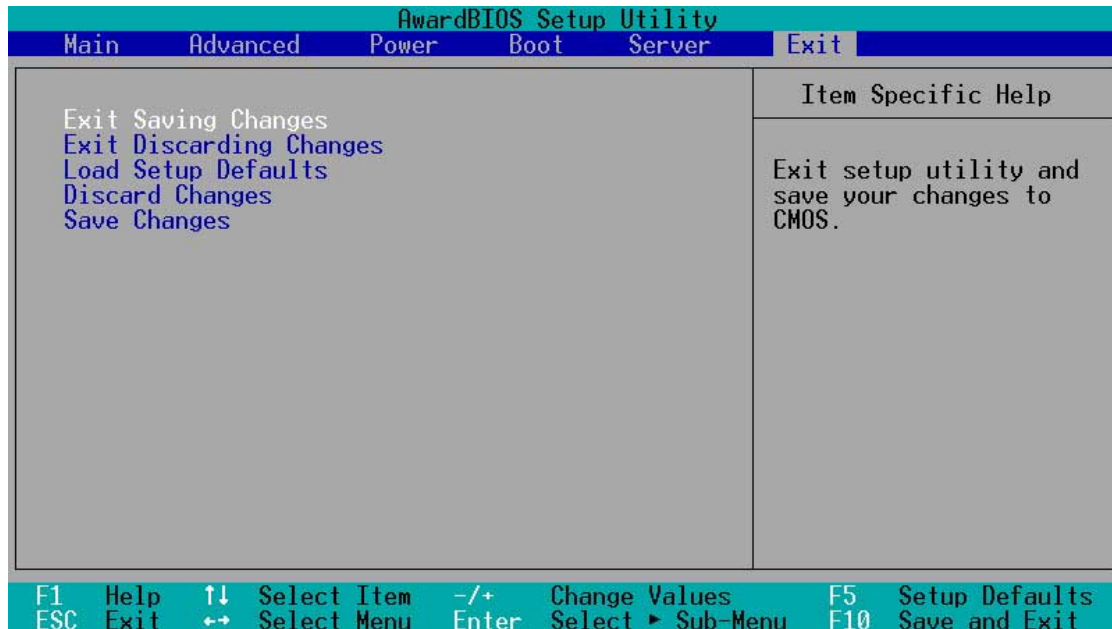 AwardBIOS Setup Utility
Main Advanced Power Boot Server Exit
Exit Saving Changes
Exit Discarding Changes
Load Setup Defaults
Discard Changes
Save Changes
Item Specific Help
Exit setup utility and
save your changes to
CMOS.
F1 Help ↑↓ Select Item -/+ Change Values F5 Setup Defaults
ESC Exit ←→ Select Menu Enter Select ► Sub-Menu F10 Save and Exit